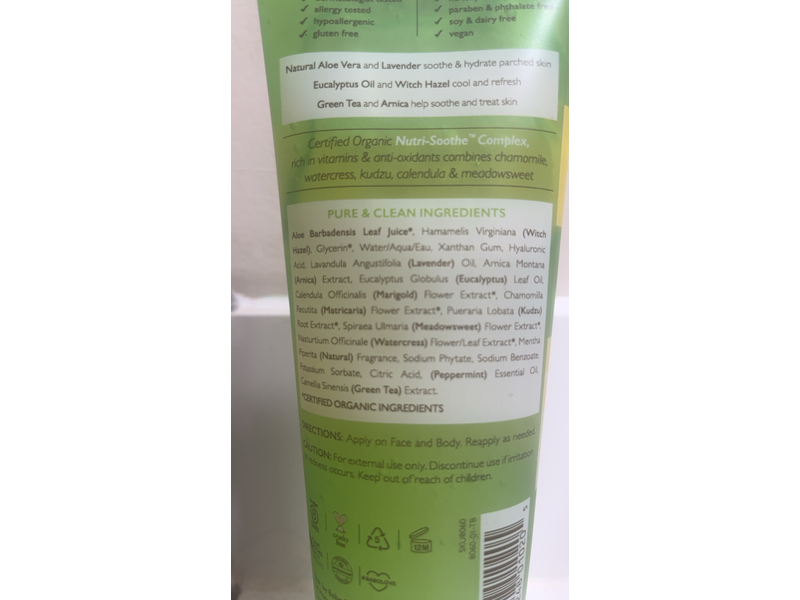 ✓ allergy tested
✓ hypoallergenic
✓ gluten free
✓ paraben & phthalate free
✓ soy & dairy free
✓ vegan
Natural Aloe Vera and Lavender soothe & hydrate parched skin
Eucalyptus Oil and Witch Hazel cool and refresh
Green Tea and Arnica help soothe and treat skin
Certified Organic Nutri-Soothe™ Complex,
rich in vitamins & anti-oxidants combines chamomile,
watercress, kudzu, calendula & meadowsweet
PURE & CLEAN INGREDIENTS
Aloe Barbadensis Leaf Juice*, Hamamelis Virginiana (Witch
Hazel), Glycerin*, Water/Aqua/Eau, Xanthan Gum, Hyaluronic
Acid, Lavandula Angustifolia (Lavender) Oil, Arnica Montana
(Arnica) Extract, Eucalyptus Globulus (Eucalyptus) Leaf Oil,
Calendula Officinalis (Marigold) Flower Extract*, Chamomilla
Recutita (Matricaria) Flower Extract*, Pueraria Lobata (Kudzu)
Root Extract*, Spiraea Ulmaria (Meadowsweet) Flower Extract*,
Nasturtium Officinale (Watercress) Flower/Leaf Extract*, Mentha
Piperita (Natural) Fragrance, Sodium Phytate, Sodium Benzoate,
Potassium Sorbate, Citric Acid, (Peppermint) Essential Oil,
Camellia Sinensis (Green Tea) Extract.
*CERTIFIED ORGANIC INGREDIENTS
DIRECTIONS: Apply on Face and Body. Reapply as needed.
CAUTION: For external use only. Discontinue use if irritation
or redness occurs. Keep out of reach of children.
5
12M
SKU8060
8060-01-TB